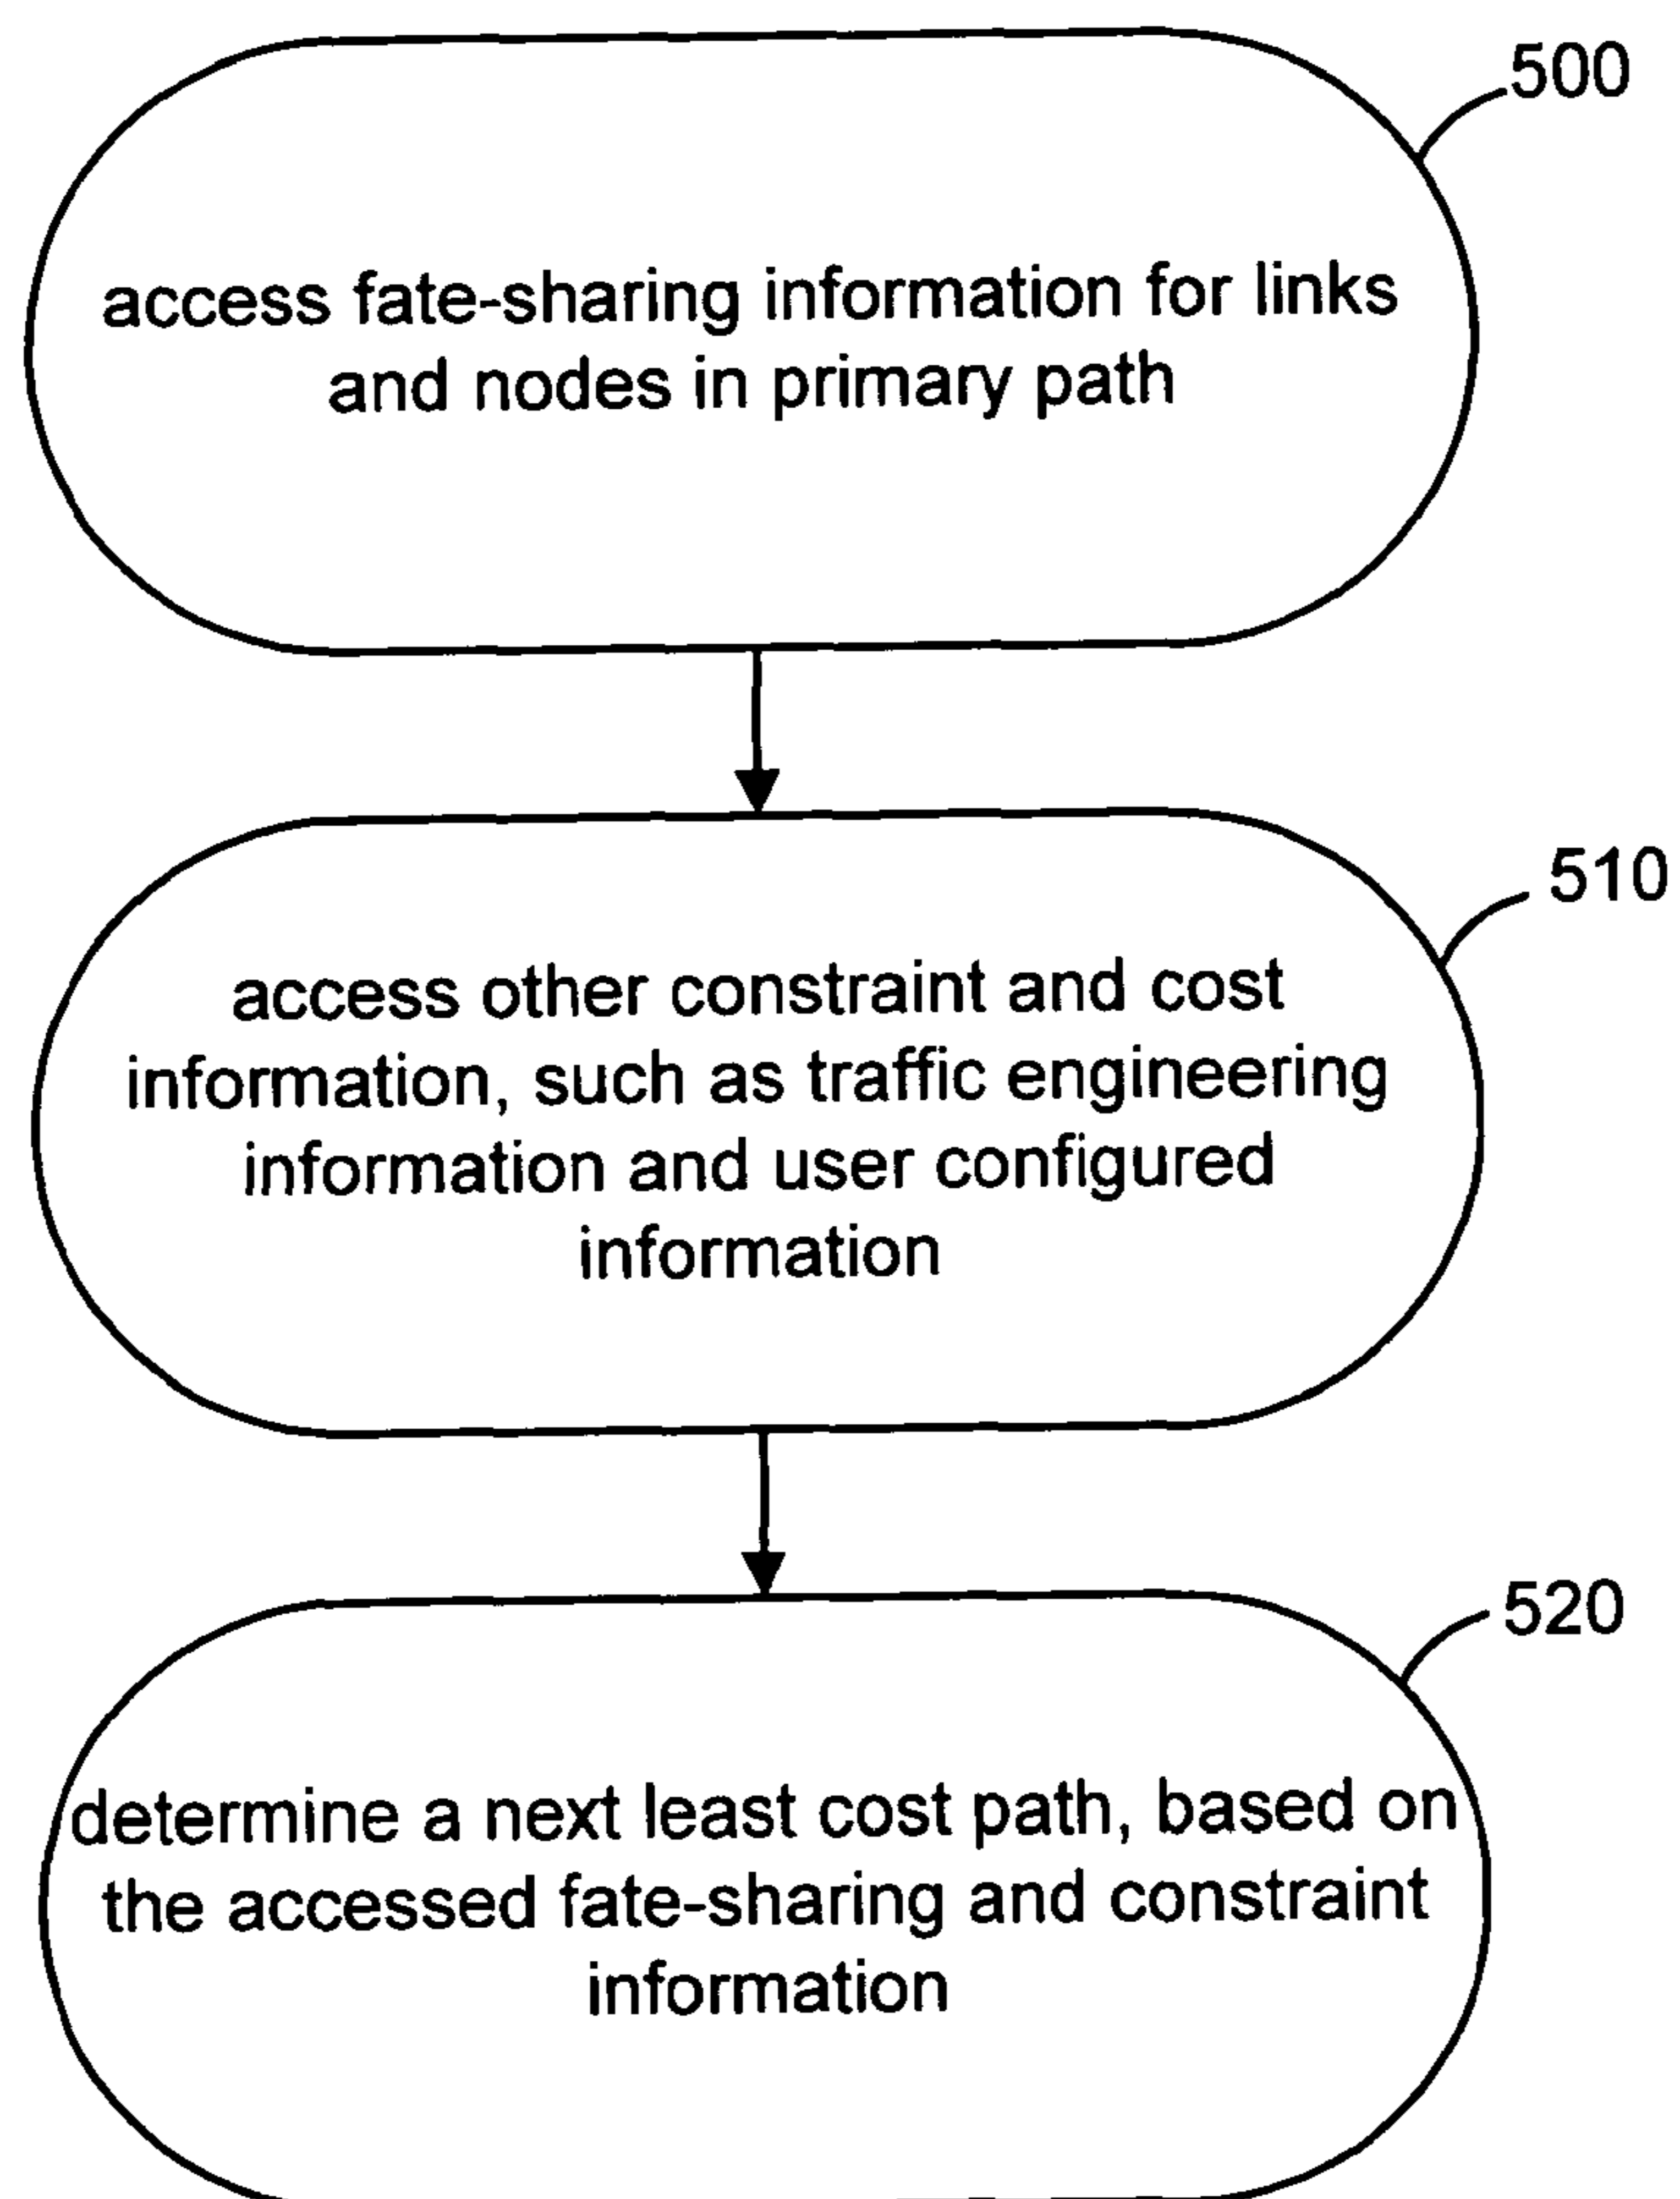 500
access fate-sharing information for links
and nodes in primary path
510
access other constraint and cost
information, such as traffic engineering
information and user configured
information
520
determine a next least cost path, based on
the accessed fate-sharing and constraint
information